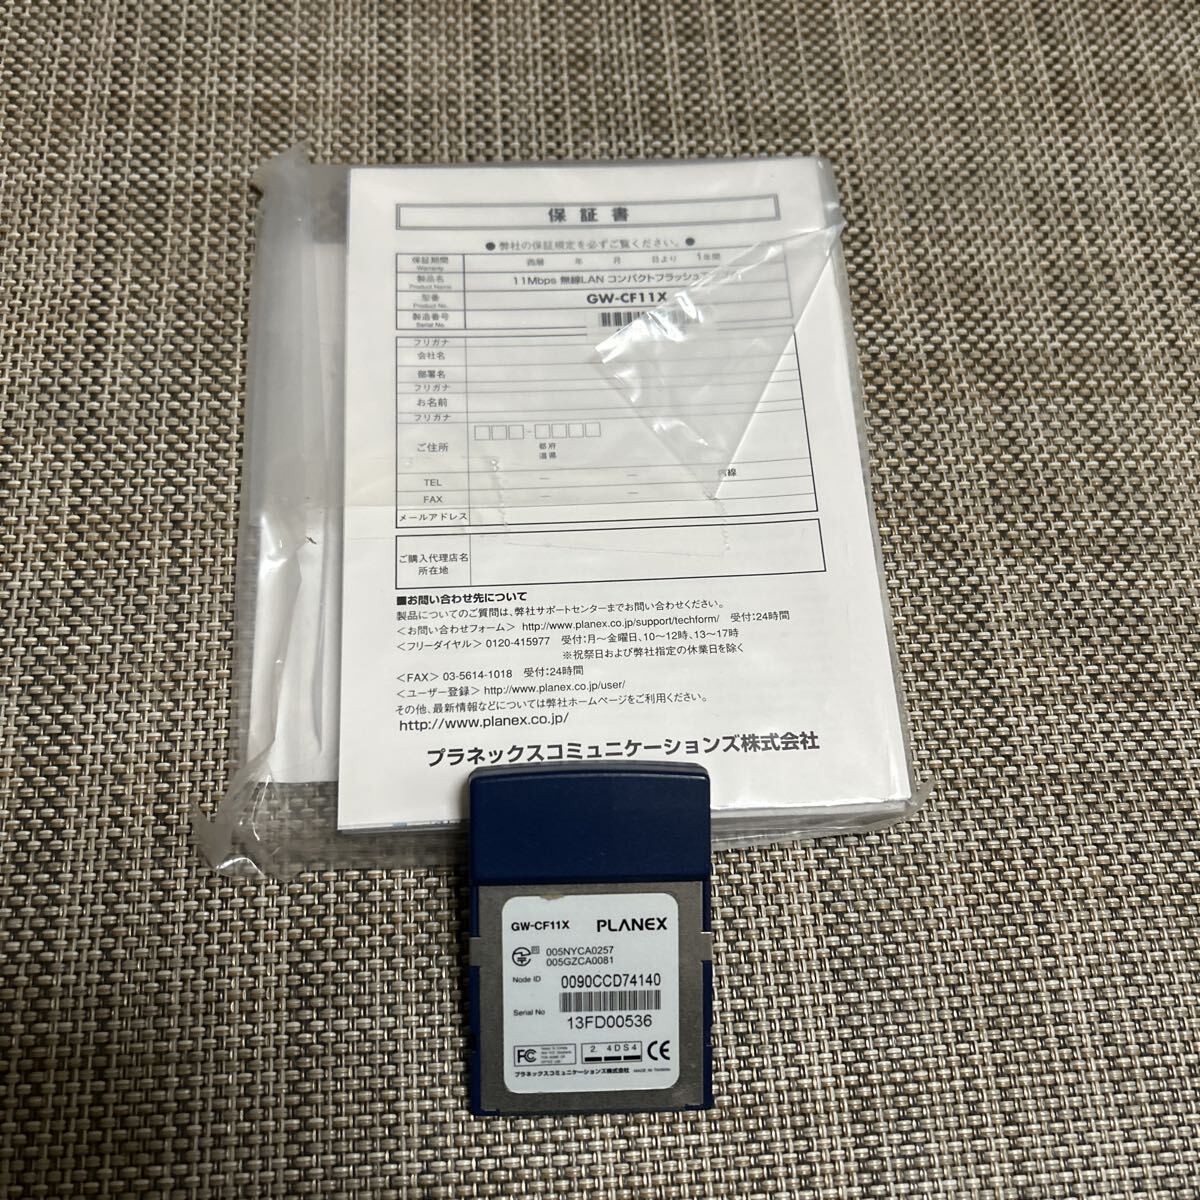 保証書
●弊社の保証規定を必ずご覧ください。●
保証期間 西暦 年 月 日より 1年間
Warranty
製品名 11Mbps 無線LAN コンパクトフラッシュ
Product Name
型番 GW-CF11X
Product No.
製造番号
Serial No.
フリガナ
会社名
部署名
フリガナ
お名前
フリガナ
ご住所
都府
道県
TEL — — 内線
FAX — —
メールアドレス
ご購入代理店名
所在地
■お問い合わせ先について
製品についてのご質問は、弊社サポートセンターまでお問い合わせください。
＜お問い合わせフォーム＞ http://www.planex.co.jp/support/techform/ 受付：24時間
＜フリーダイヤル＞ 0120-415977 受付：月〜金曜日、10〜12時、13〜17時
※祝祭日および弊社指定の休業日を除く
＜FAX＞ 03-5614-1018 受付：24時間
＜ユーザー登録＞ http://www.planex.co.jp/user/
その他、最新情報などについては弊社ホームページをご利用ください。
http://www.planex.co.jp/
プラネックスコミュニケーションズ株式会社
GW-CF11X PLANEX
005NYCA0257
005GZCA0081
Node ID 0090CCD74140
Serial No 13FD00536
FC
2. 4 D S 4
CE
プラネックスコミュニケーションズ株式会社 MADE IN TAIWAN